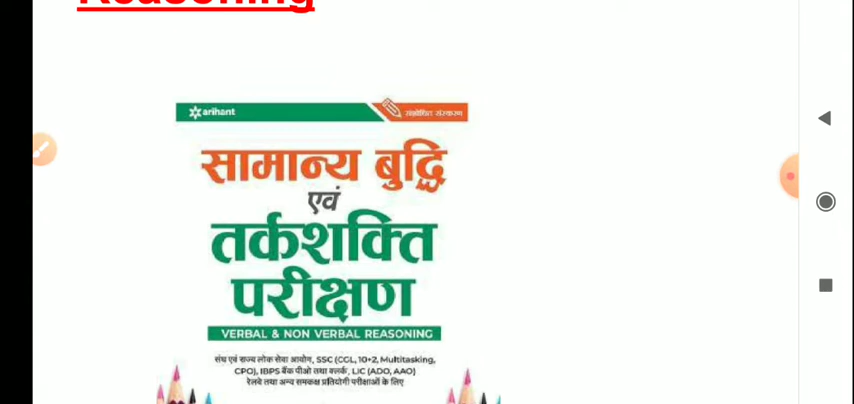 Reasoning
arihant
संशोधित संस्करण
सामान्य बुद्धि
एवं
तर्कशक्ति
परीक्षण
VERBAL & NON VERBAL REASONING
संघ एवं राज्य लोक सेवा आयोग, SSC (CGL, 10+2, Multitasking,
CPO), IBPS बैंक पीओ तथा क्लर्क, LIC (ADO, AAO)
रेलवे तथा अन्य समकक्ष प्रतियोगी परीक्षाओं के लिए